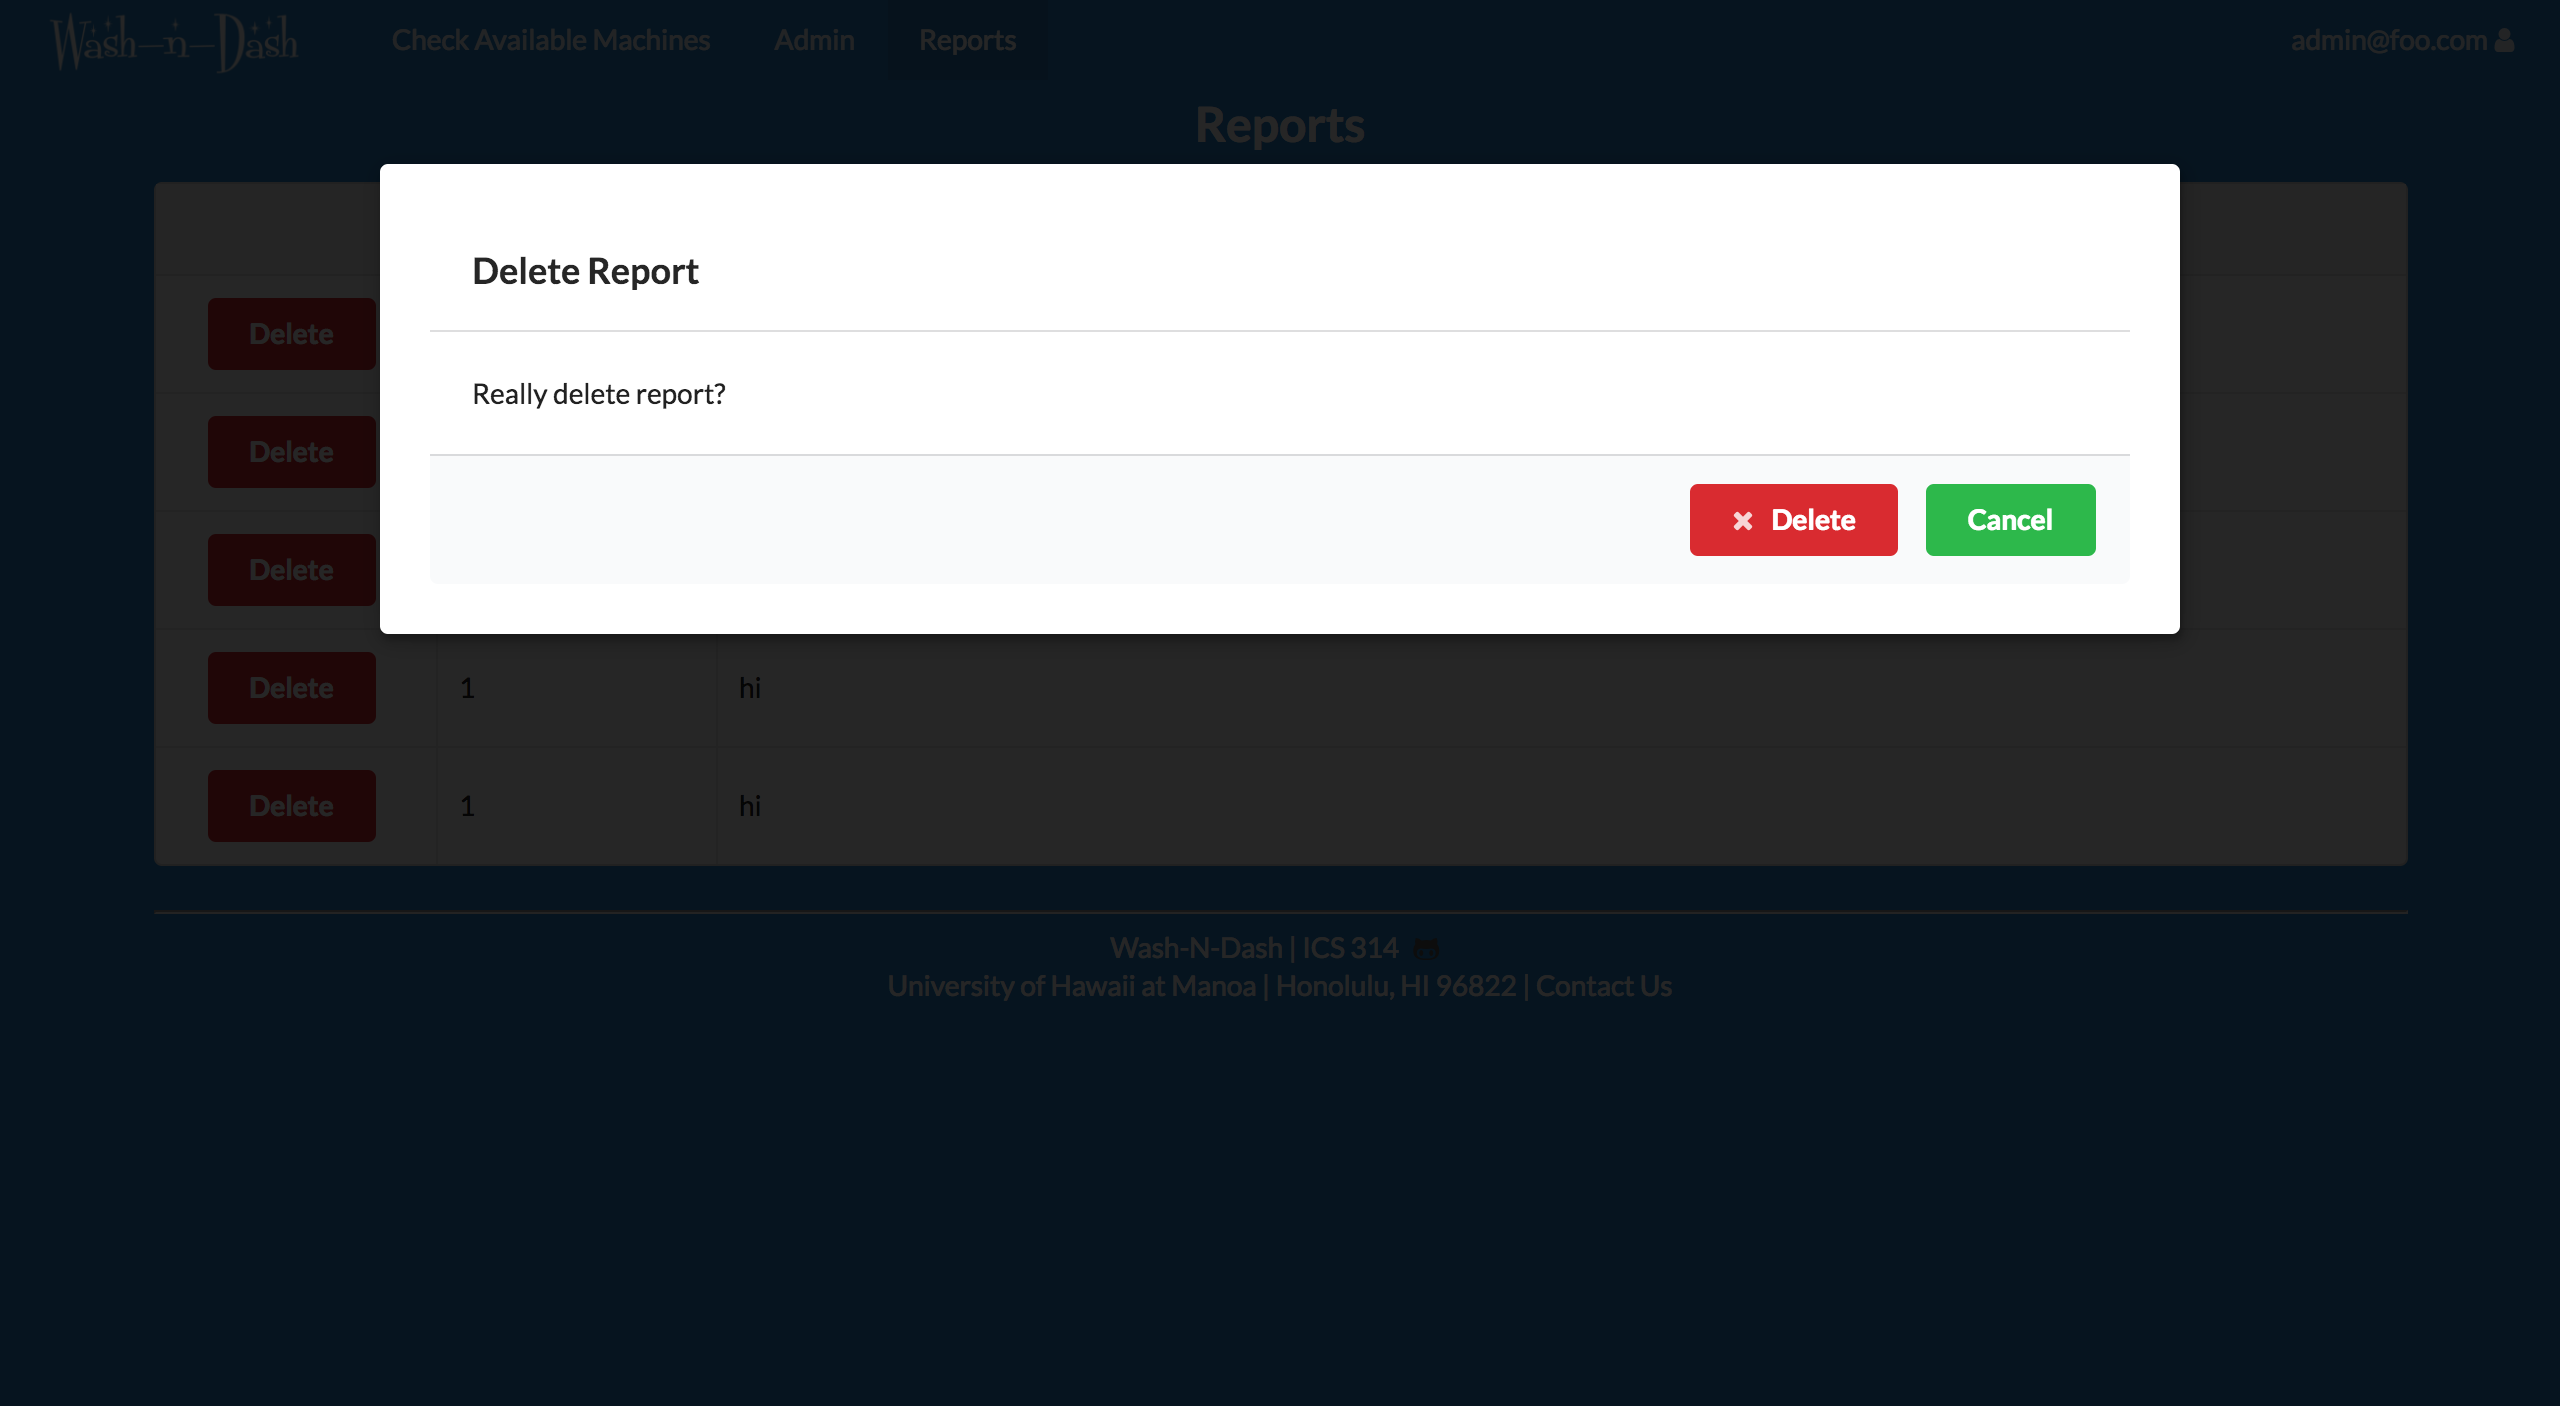 Wash-n-Dash Check Available Machines Admin Reports admin@foo.com
Reports
Delete Report
Delete
Really delete report?
Delete
Delete Cancel
Delete
Delete 1 hi
Delete 1 hi
Wash-N-Dash | ICS 314
University of Hawaii at Manoa | Honolulu, HI 96822 | Contact Us